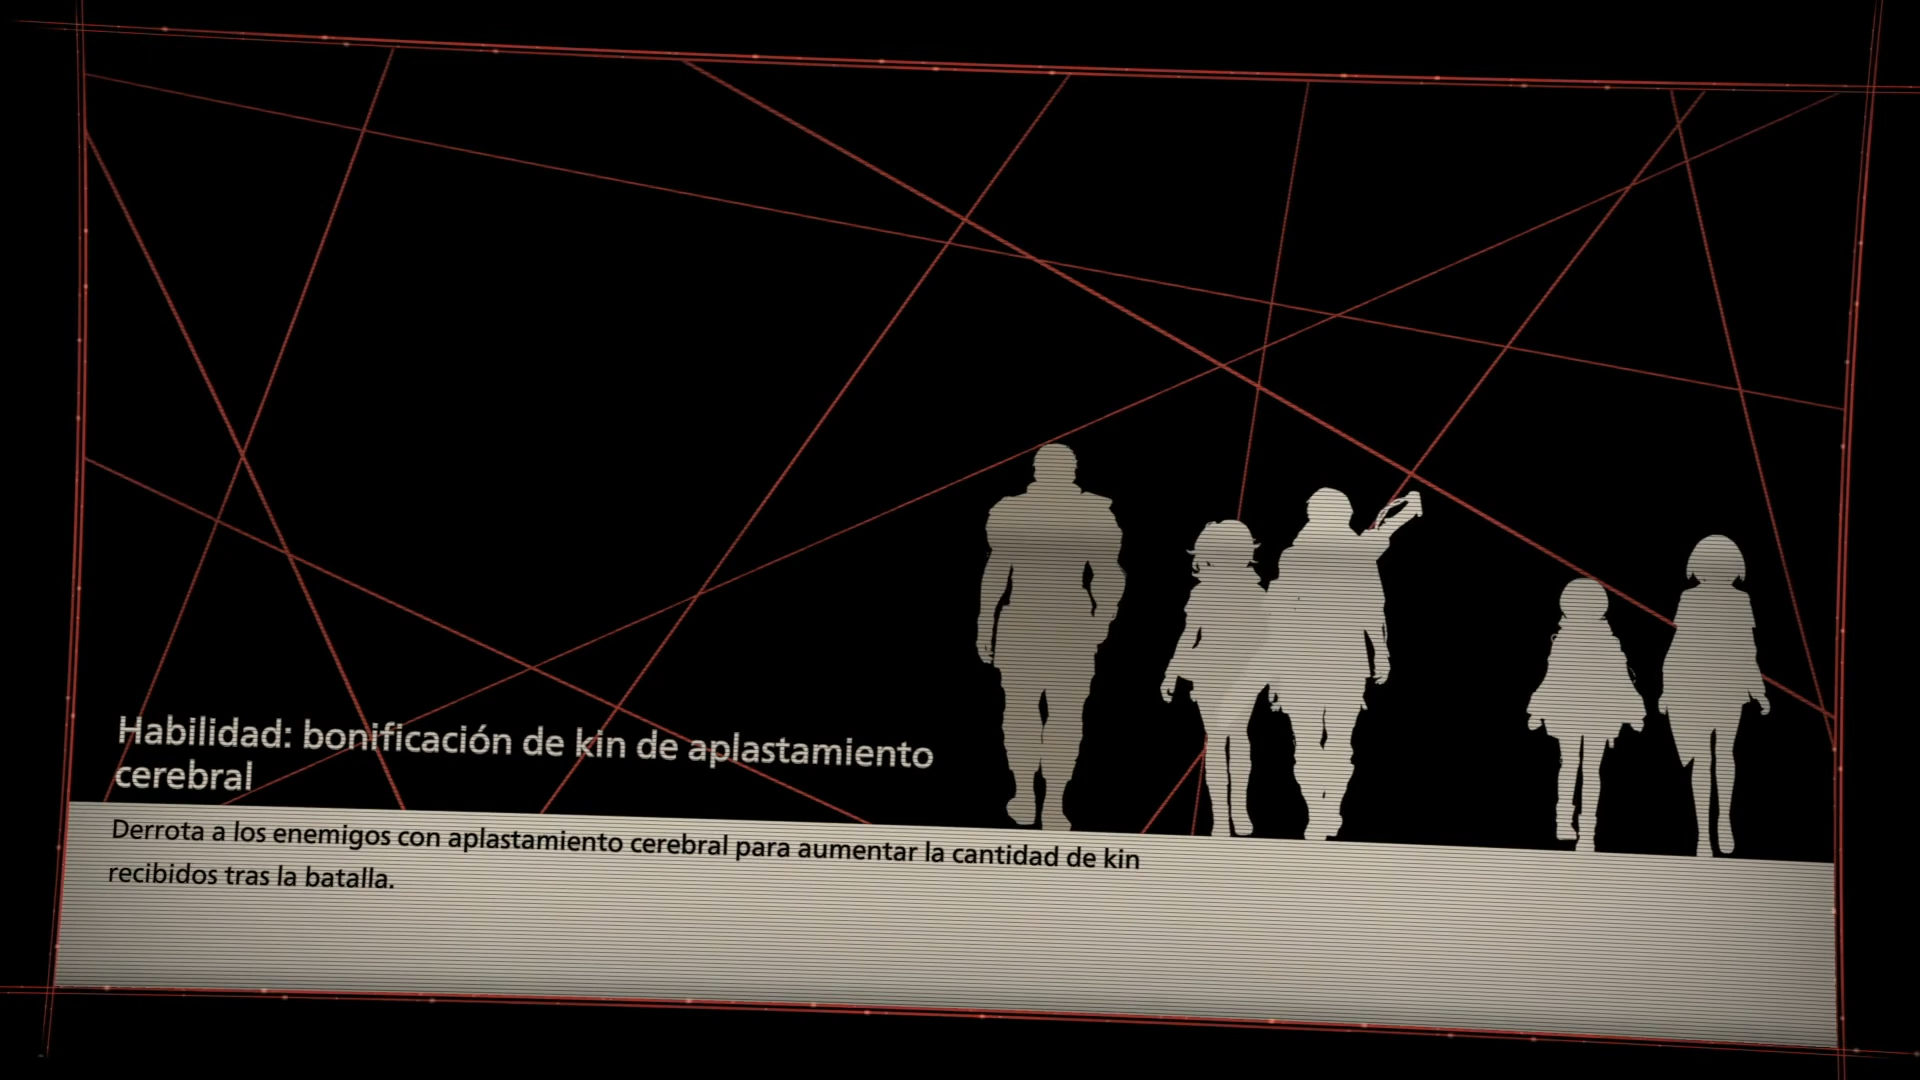 Habilidad: bonificación de kin de aplastamiento
cerebral
Derrota a los enemigos con aplastamiento cerebral para aumentar la cantidad de kin
recibidos tras la batalla.